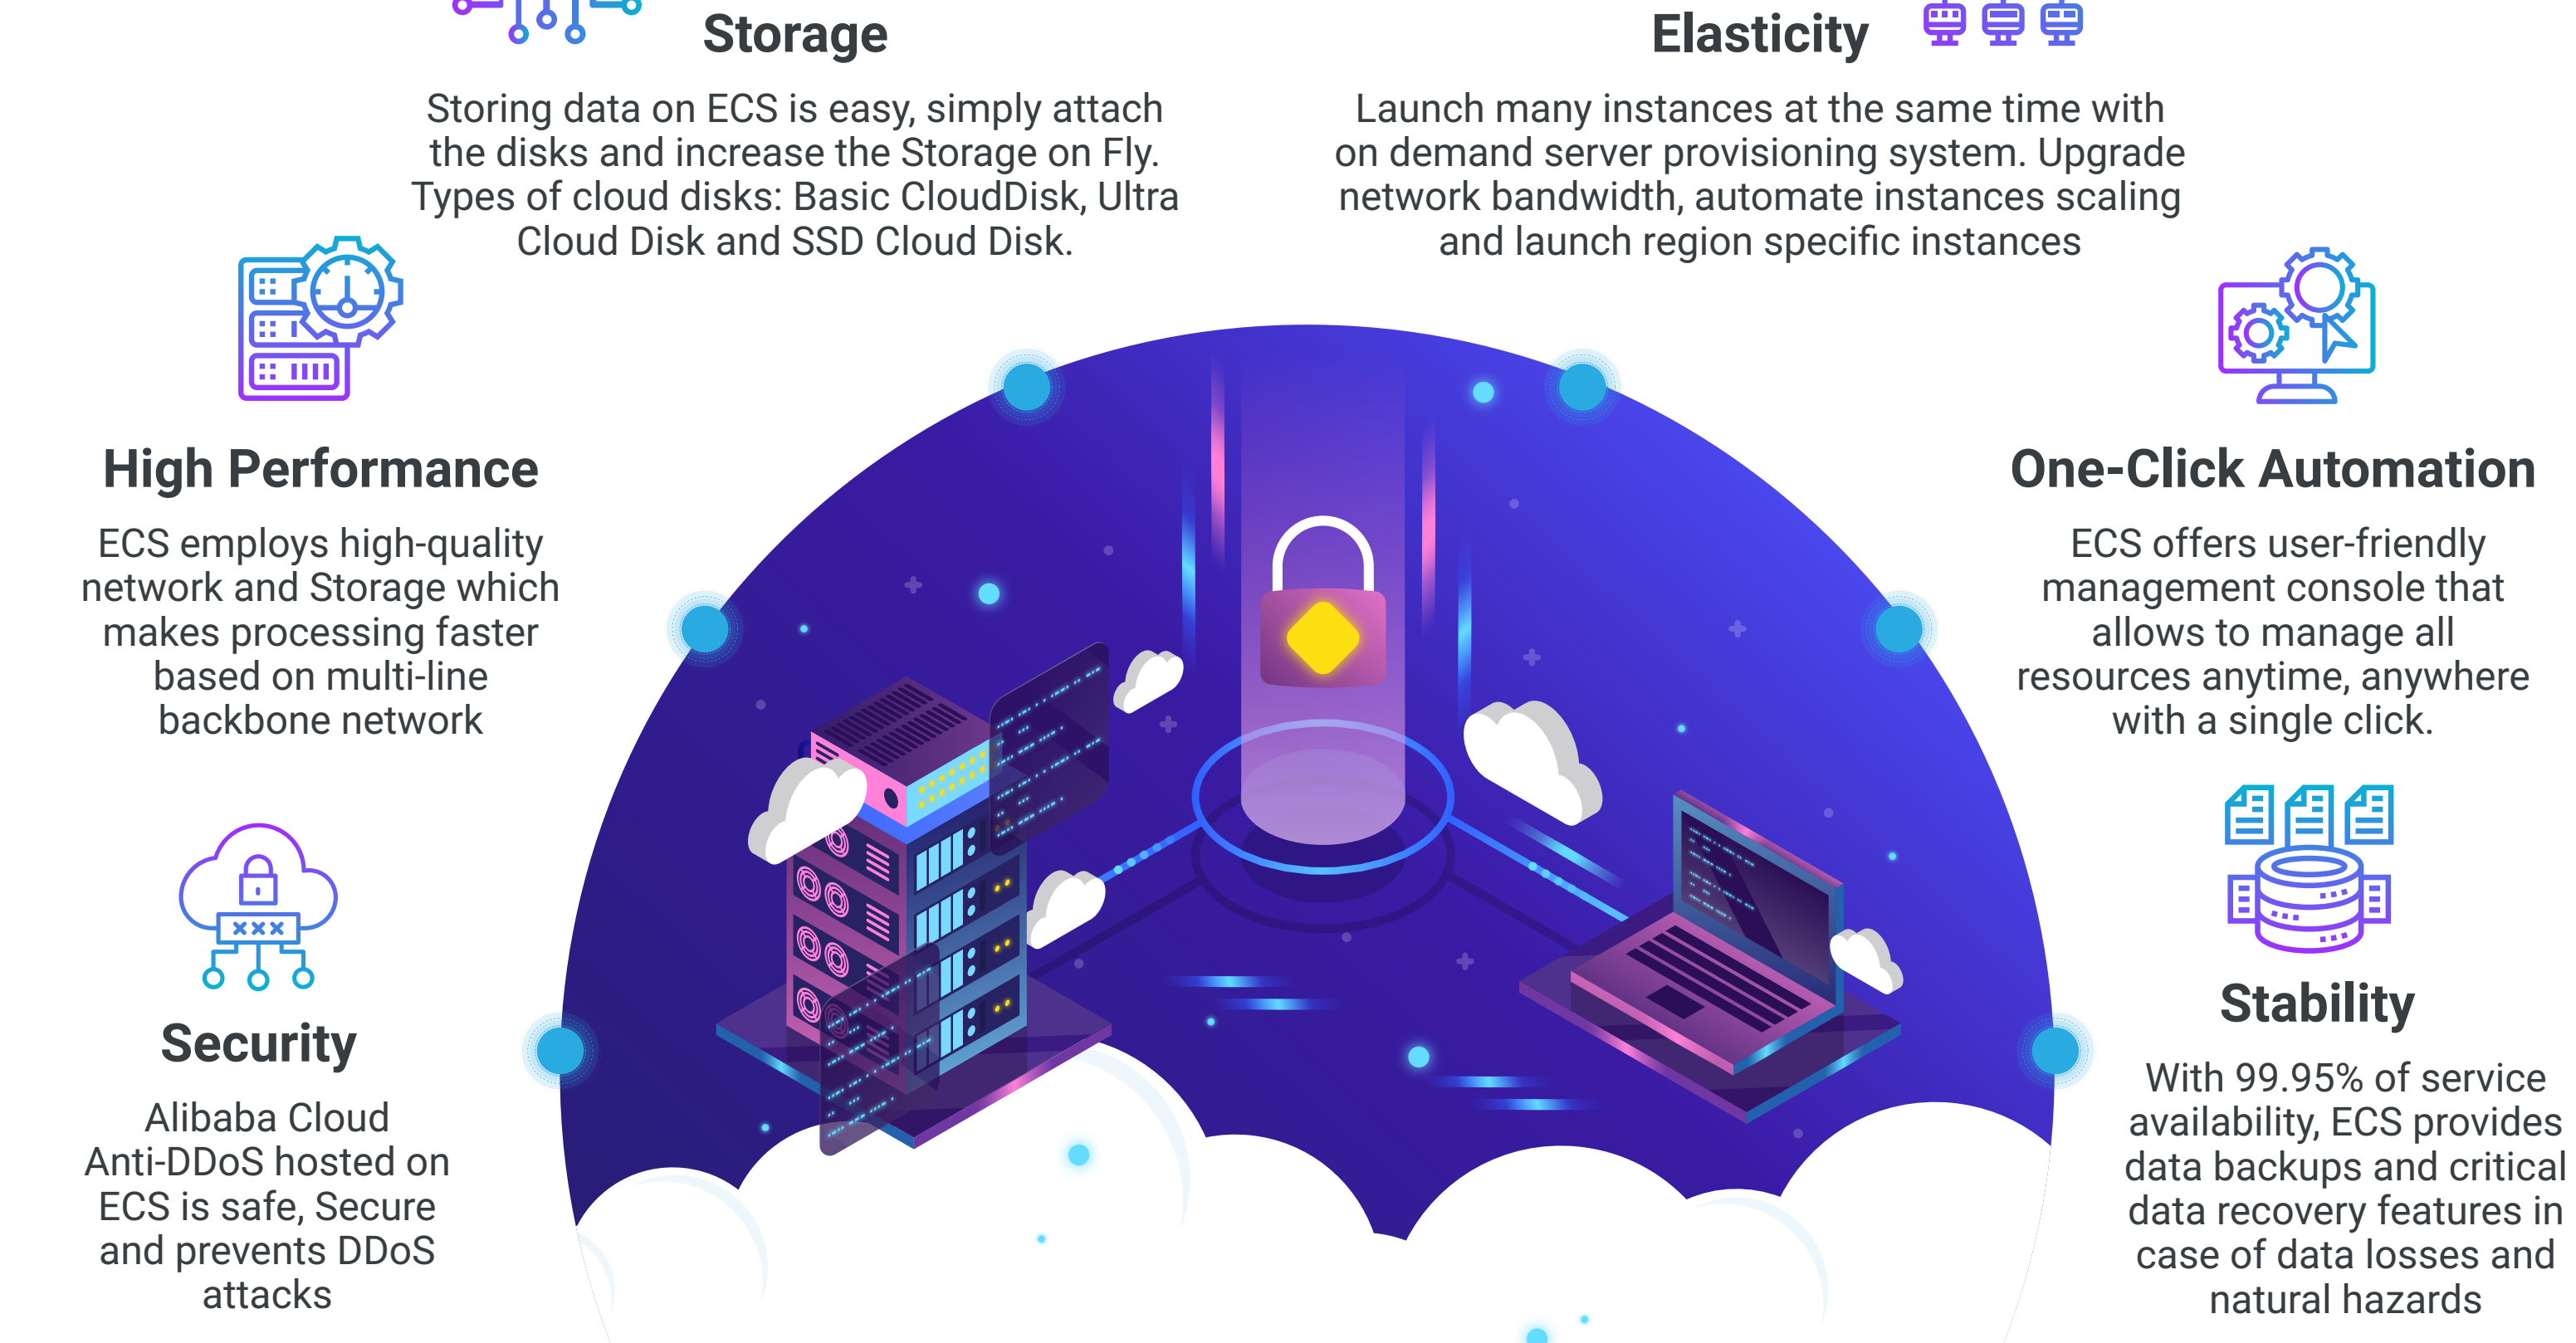 Storage
Storing data on ECS is easy, simply attach
the disks and increase the Storage on Fly.
Types of cloud disks: Basic CloudDisk, Ultra
Cloud Disk and SSD Cloud Disk.
Elasticity
Launch many instances at the same time with
on demand server provisioning system. Upgrade
network bandwidth, automate instances scaling
and launch region specific instances
High Performance
ECS employs high-quality
network and Storage which
makes processing faster
based on multi-line
backbone network
One-Click Automation
ECS offers user-friendly
management console that
allows to manage all
resources anytime, anywhere
with a single click.
Security
Alibaba Cloud
Anti-DDoS hosted on
ECS is safe, Secure
and prevents DDoS
attacks
Stability
With 99.95% of service
availability, ECS provides
data backups and critical
data recovery features in
case of data losses and
natural hazards